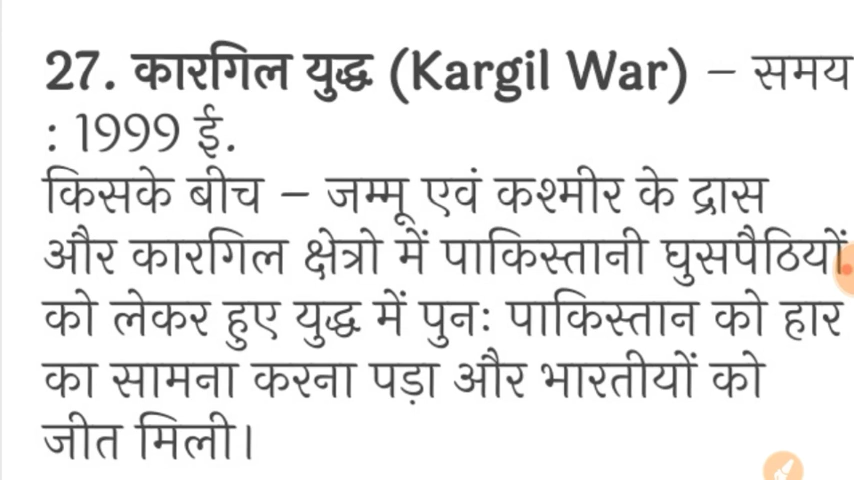 27. कारगिल युद्ध (Kargil War) – समय
: 1999 ई.
किसके बीच – जम्मू एवं कश्मीर के द्रास
और कारगिल क्षेत्रो में पाकिस्तानी घुसपैठियों
को लेकर हुए युद्ध में पुनः पाकिस्तान को हार
का सामना करना पड़ा और भारतीयों को
जीत मिली।